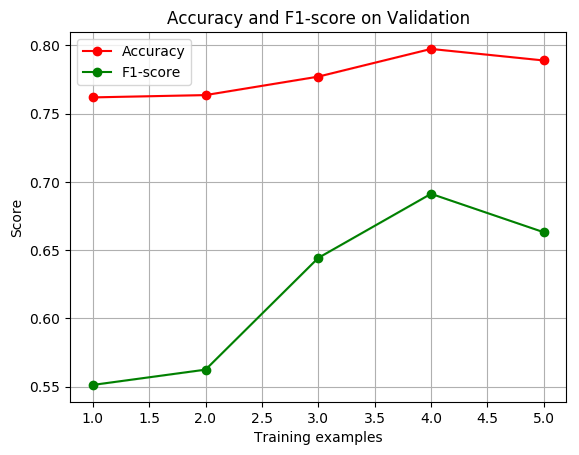 Accuracy and F1-score on Validation
Accuracy
F1-score
0.80
0.75
0.70
0.65
0.60
0.55
Score
1.0 1.5 2.0 2.5 3.0 3.5 4.0 4.5 5.0
Training examples